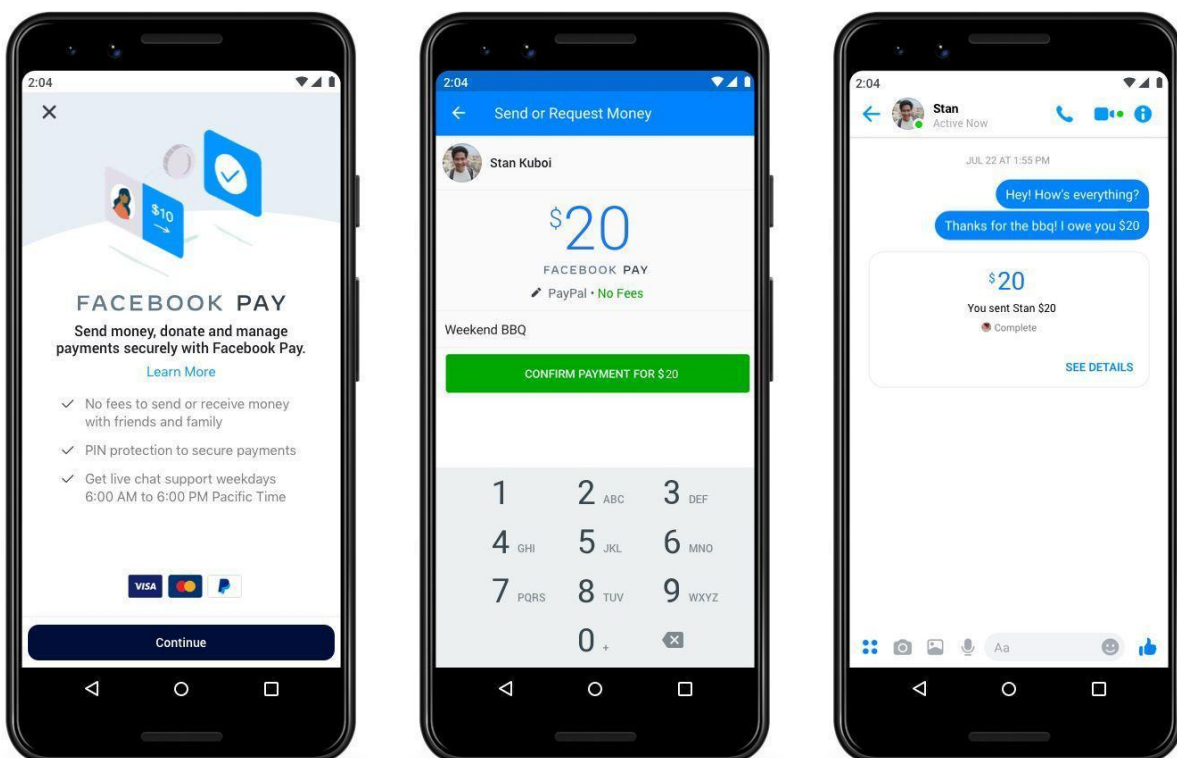 2:04
$10
FACEBOOK PAY
Send money, donate and manage
payments securely with Facebook Pay.
Learn More
No fees to send or receive money
with friends and family
PIN protection to secure payments
Get live chat support weekdays
6:00 AM to 6:00 PM Pacific Time
VISA
Continue
2:04
Send or Request Money
Stan Kuboi
$20
FACEBOOK PAY
PayPal • No Fees
Weekend BBQ
CONFIRM PAYMENT FOR $20
1 2 ABC 3 DEF
4 GHI 5 JKL 6 MNO
7 PQRS 8 TUV 9 WXYZ
0 +
2:04
Stan
Active Now
JUL 22 AT 1:55 PM
Hey! How's everything?
Thanks for the bbq! I owe you $20
$20
You sent Stan $20
Complete
SEE DETAILS
Aa